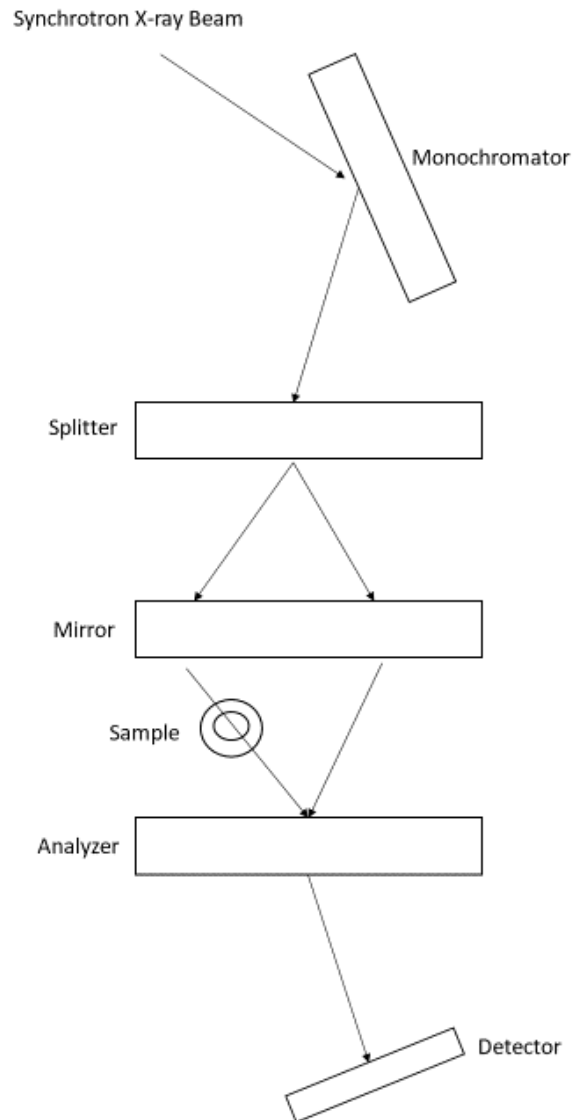 Synchrotron X-ray Beam
Monochromator
Splitter
Mirror
Sample
Analyzer
Detector